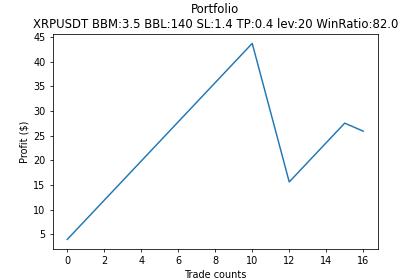 Portfolio
XRPUSDT BBM:3.5 BBL:140 SL:1.4 TP:0.4 lev:20 WinRatio:82.0
45
40
35
30
25
20
15
10
5
Profit ($)
0 2 4 6 8 10 12 14 16
Trade counts